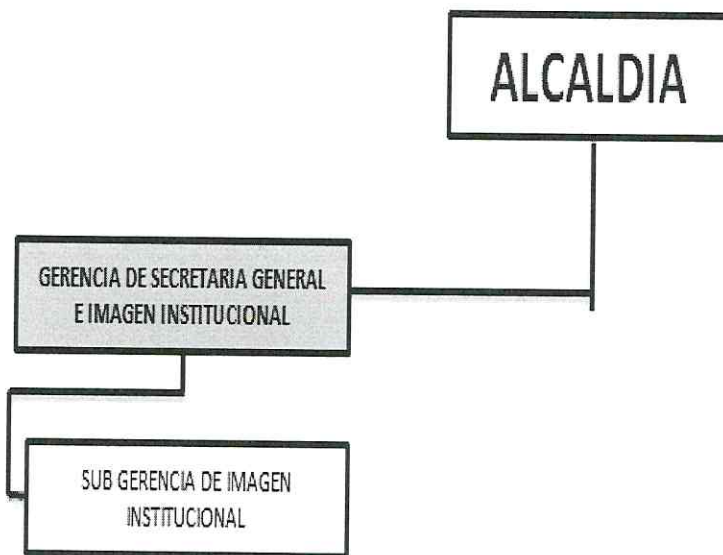 ALCALDIA
GERENCIA DE SECRETARIA GENERAL
E IMAGEN INSTITUCIONAL
SUB GERENCIA DE IMAGEN
INSTITUCIONAL